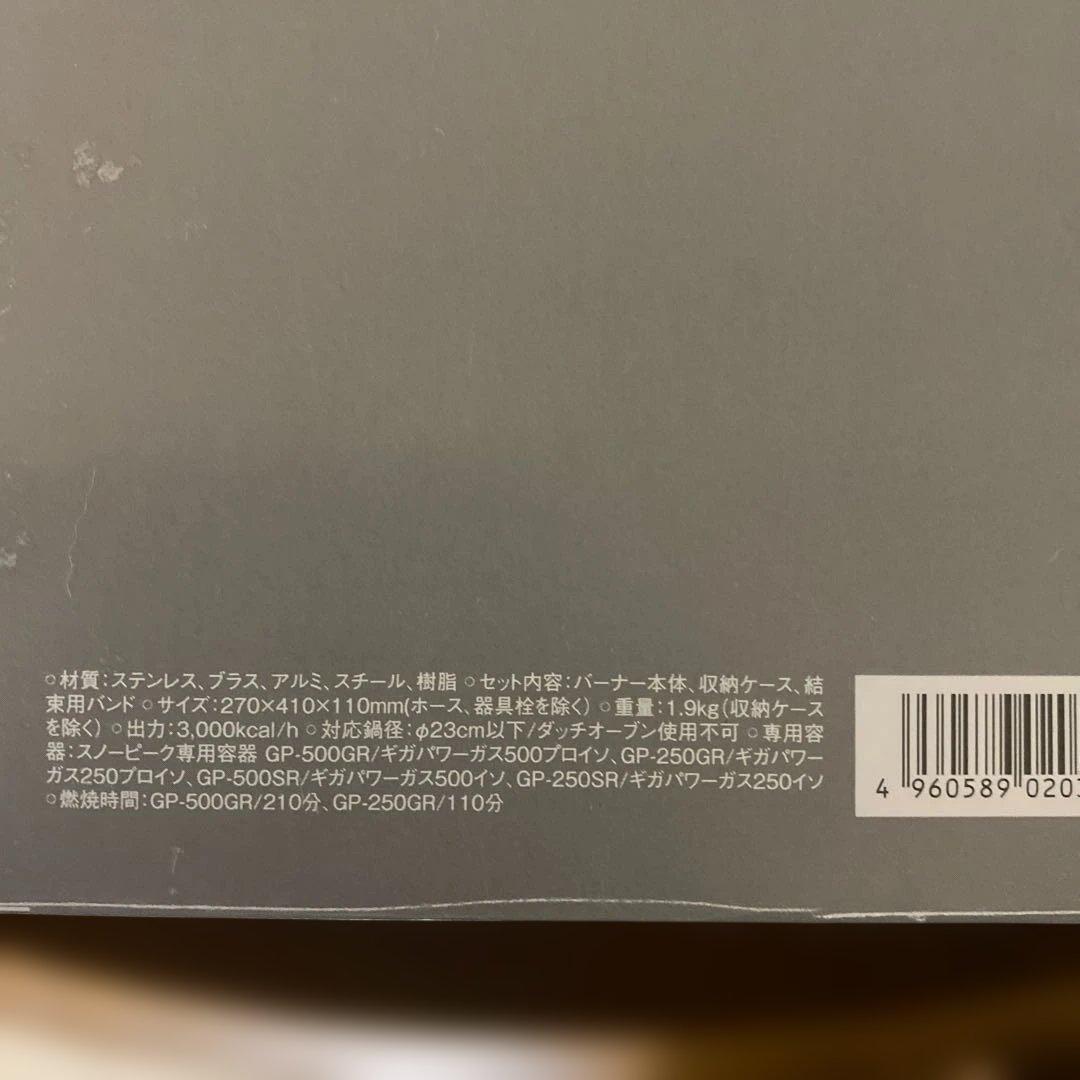 ○材質：ステンレス、ブラス、アルミ、スチール、樹脂 ○セット内容：バーナー本体、収納ケース、結
束用バンド ○サイズ：270×410×110mm(ホース、器具栓を除く) ○重量：1.9kg(収納ケース
を除く) ○出力：3,000kcal/h ○対応鍋径：φ23cm以下/ダッチオーブン使用不可 ○専用容
器：スノーピーク専用容器 GP-500GR/ギガパワーガス500プロイソ、GP-250GR/ギガパワー
ガス250プロイソ、GP-500SR/ギガパワーガス500イソ、GP-250SR/ギガパワーガス250イソ
○燃焼時間：GP-500GR/210分、GP-250GR/110分
4 960589 020